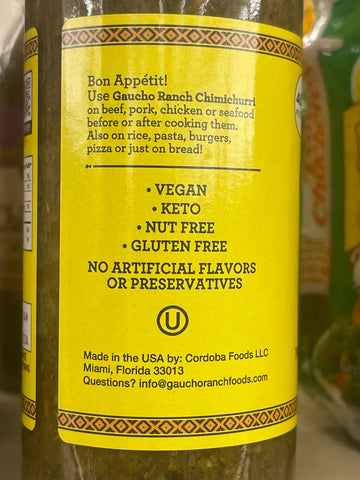 Bon Appétit!
Use Gaucho Ranch Chimichurri
on beef, pork, chicken or seafood
before or after cooking them.
Also on rice, pasta, burgers,
pizza or just on bread!
• VEGAN
• KETO
• NUT FREE
• GLUTEN FREE
NO ARTIFICIAL FLAVORS
OR PRESERVATIVES
U
Made in the USA by: Cordoba Foods LLC
Miami, Florida 33013
Questions? info@gauchoranchfoods.com